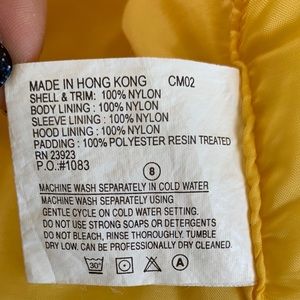 MADE IN HONG KONG CM02
SHELL & TRIM: 100% NYLON
BODY LINING : 100% NYLON
SLEEVE LINING : 100% NYLON
HOOD LINING : 100% NYLON
PADDING : 100% POLYESTER RESIN TREATED
RN 23923
P.O.:#1083
8
MACHINE WASH SEPARATELY IN COLD WATER
MACHINE WASH SEPARATELY USING
GENTLE CYCLE ON COLD WATER SETTING.
DO NOT USE STRONG SOAPS OR DETERGENTS
DO NOT BLEACH, RINSE THOROUGHLY, TUMBLE
DRY LOW. CAN BE PROFESSIONALLY DRY CLEANED.
30° A